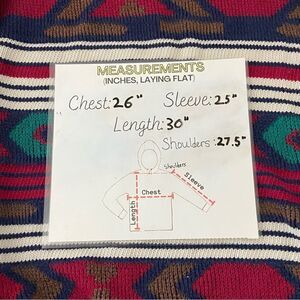 MEASUREMENTS
(INCHES, LAYING FLAT)
Chest: 26" Sleeve: 25"
Length: 30"
Shoulders: 27.5"
Shoulders
Sleeve
Chest
Length